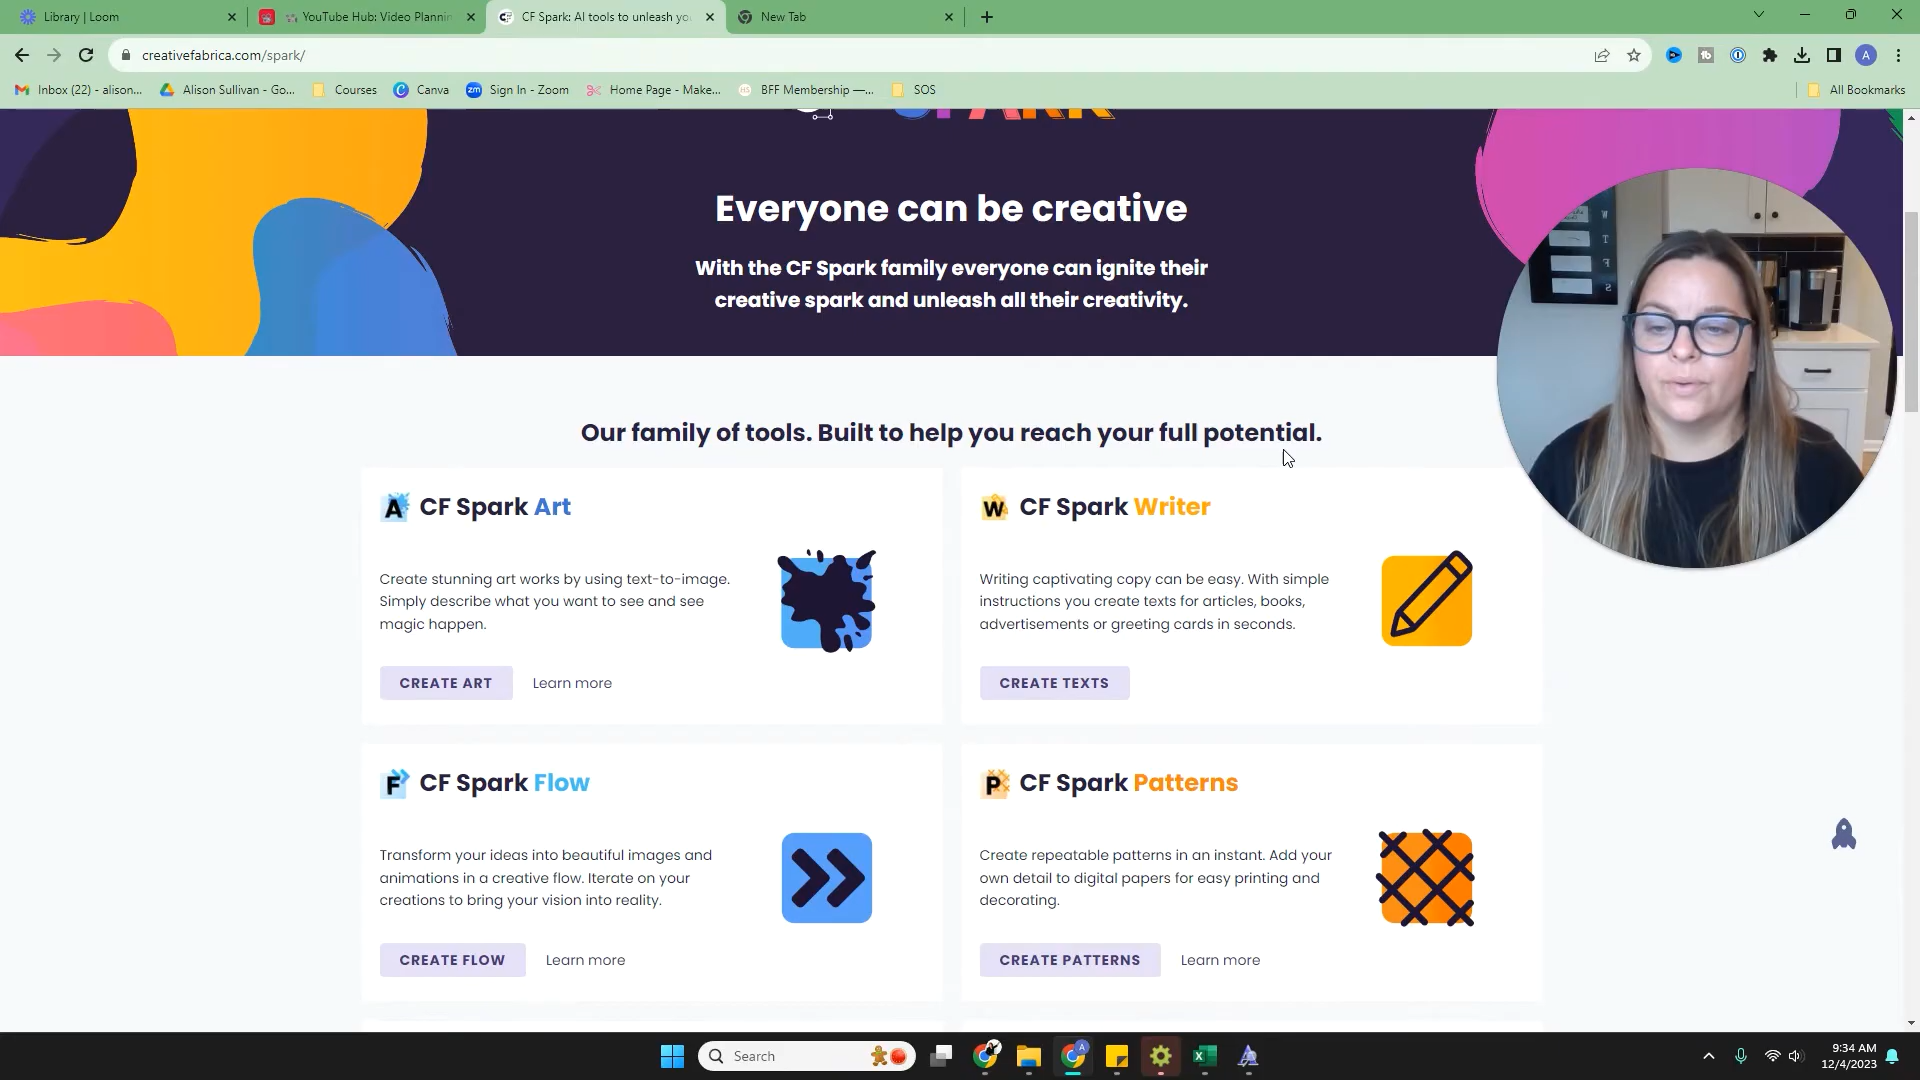 Library | Loom
YouTube Hub: Video Plannin
CF Spark: AI tools to unleash yo
New Tab
creativefabrica.com/spark/
Inbox (22) - alison...
Alison Sullivan - Go...
Courses
Canva
Sign In - Zoom
Home Page - Make...
BFF Membership —...
SOS
All Bookmarks
Everyone can be creative
With the CF Spark family everyone can ignite their
creative spark and unleash all their creativity.
Our family of tools. Built to help you reach your full potential.
CF Spark Art
Create stunning art works by using text-to-image.
Simply describe what you want to see and see
magic happen.
CREATE ART
Learn more
CF Spark Writer
Writing captivating copy can be easy. With simple
instructions you create texts for articles, books,
advertisements or greeting cards in seconds.
CREATE TEXTS
CF Spark Flow
Transform your ideas into beautiful images and
animations in a creative flow. Iterate on your
creations to bring your vision into reality.
CREATE FLOW
Learn more
CF Spark Patterns
Create repeatable patterns in an instant. Add your
own detail to digital papers for easy printing and
decorating.
CREATE PATTERNS
Learn more
Search
9:34 AM
12/4/2023